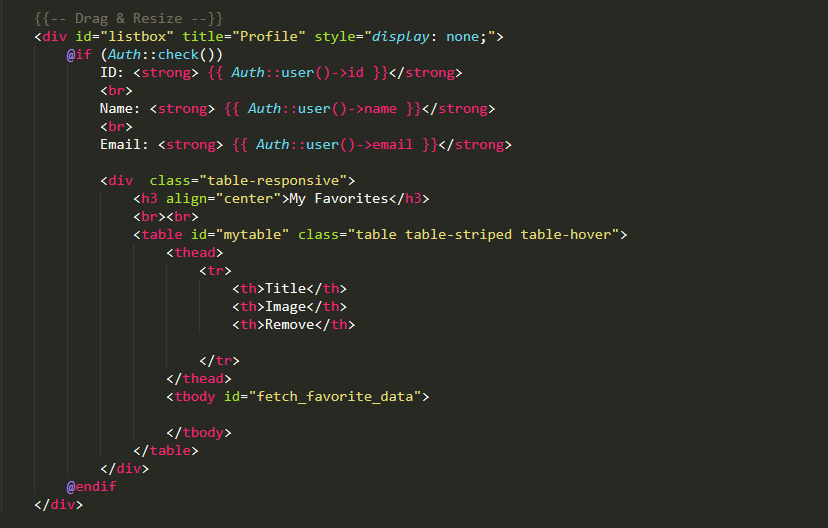 {{-- Drag & Resize --}}
<div id="listbox" title="Profile" style="display: none;">
@if (Auth::check())
ID: <strong> {{ Auth::user()->id }}</strong>
<br>
Name: <strong> {{ Auth::user()->name }}</strong>
<br>
Email: <strong> {{ Auth::user()->email }}</strong>
<div  class="table-responsive">
<h3 align="center">My Favorites</h3>
<br><br>
<table id="mytable" class="table table-striped table-hover">
<thead>
<tr>
<th>Title</th>
<th>Image</th>
<th>Remove</th>
</tr>
</thead>
<tbody id="fetch_favorite_data">
</tbody>
</table>
</div>
@endif
</div>